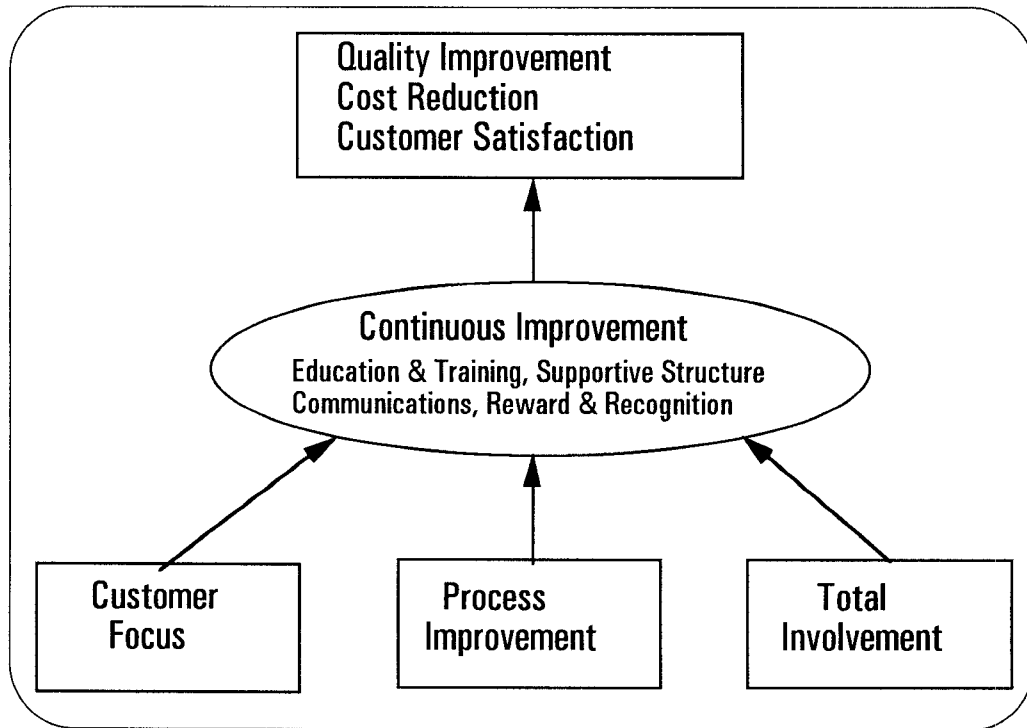 Quality Improvement
Cost Reduction
Customer Satisfaction
Continuous Improvement
Education & Training, Supportive Structure
Communications, Reward & Recognition
Customer
Focus
Process
Improvement
Total
Involvement